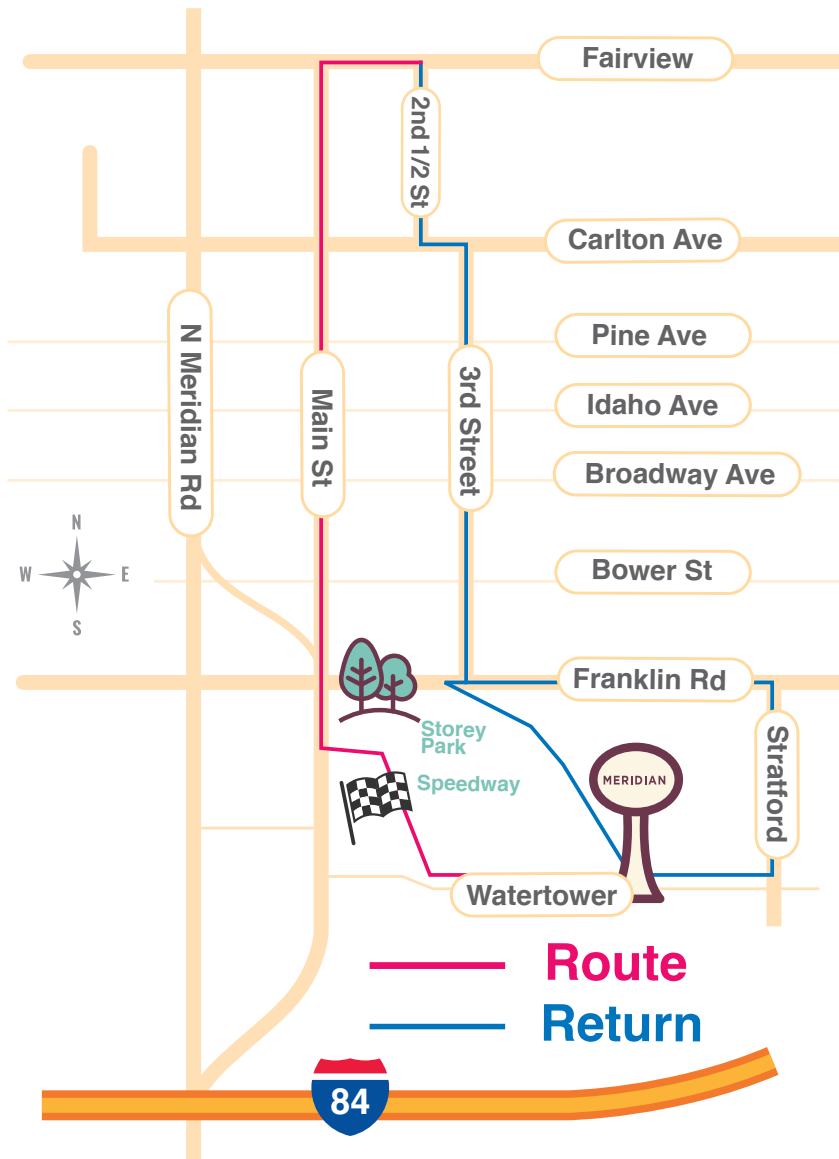 Fairview
2nd 1/2 St
Carlton Ave
Pine Ave
N Meridian Rd
Main St
3rd Street
Idaho Ave
Broadway Ave
N
W
E
S
Bower St
Franklin Rd
Storey
Park
Speedway
MERIDIAN
Stratford
Watertower
Route
Return
84